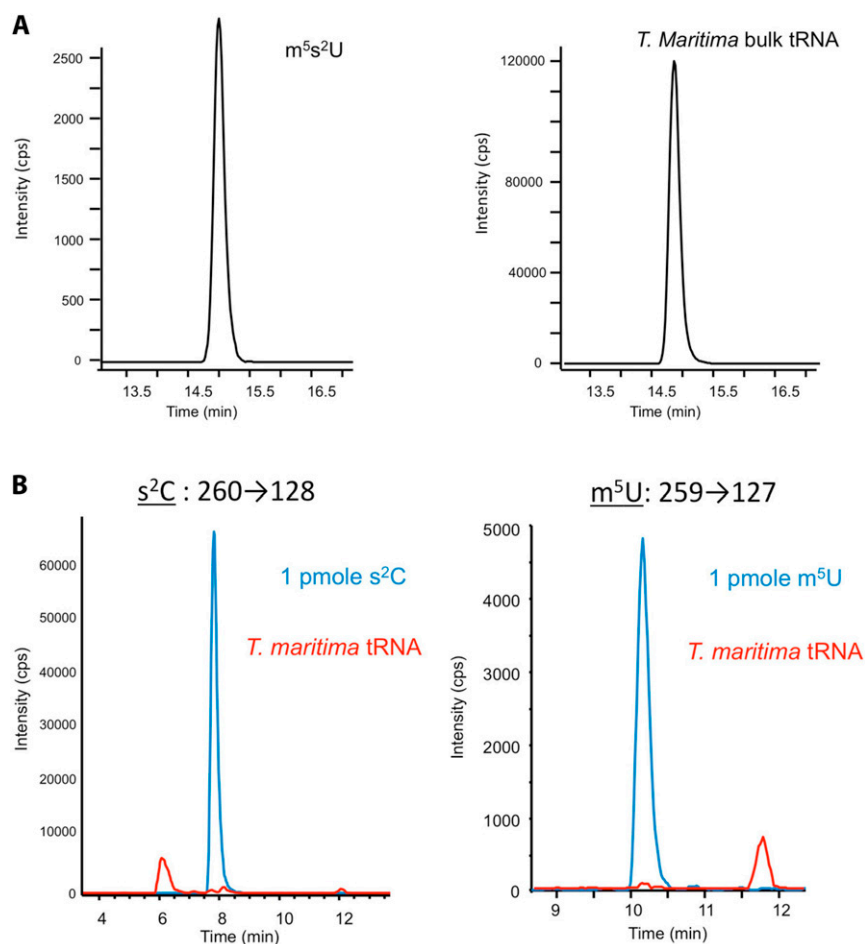 A
m⁵s²U
Intensity (cps)
2500
2000
1500
1000
500
0
13.5 14.5 15.5 16.5
Time (min)
T. Maritima bulk tRNA
Intensity (cps)
120000
80000
40000
0
13.5 14.5 15.5 16.5
Time (min)
B
s²C : 260→128
1 pmole s²C
T. maritima tRNA
Intensity (cps)
60000
50000
40000
30000
20000
10000
0
4 6 8 10 12
Time (min)
m⁵U: 259→127
1 pmole m⁵U
T. maritima tRNA
Intensity (cps)
5000
4000
3000
2000
1000
0
9 10 11 12
Time (min)